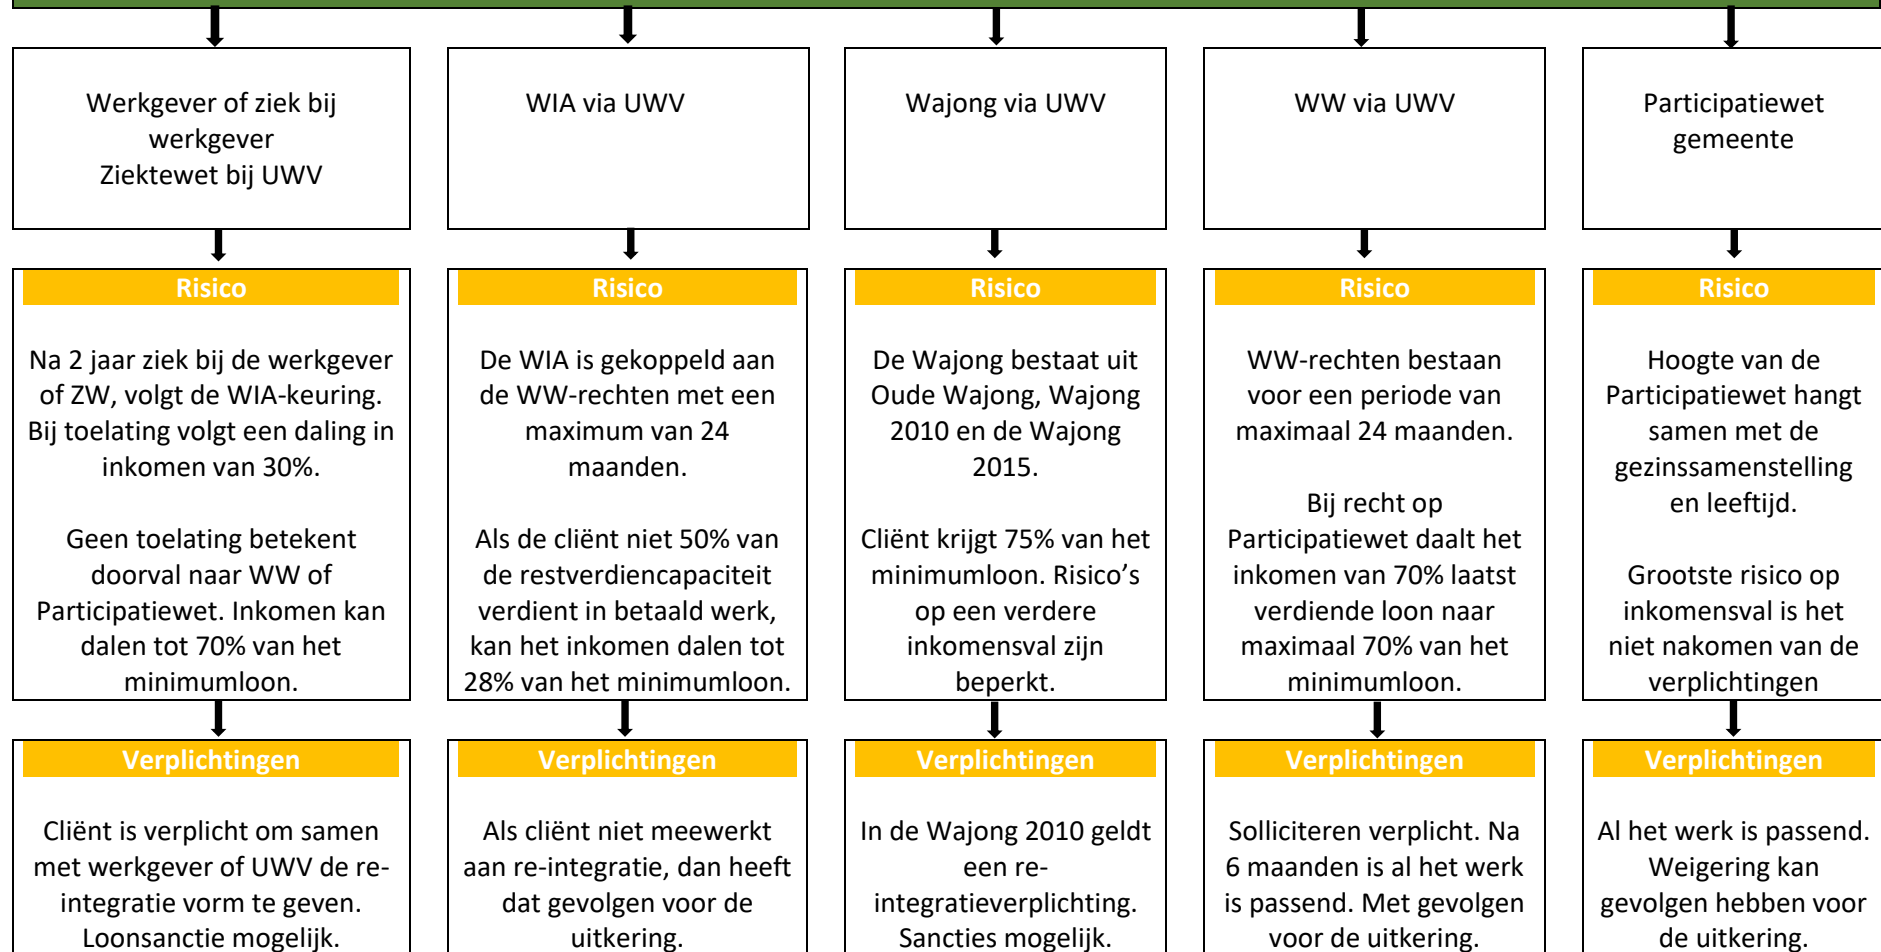 Werkgever of ziek bij
werkgever
Ziektewet bij UWV
WIA via UWV
Wajong via UWV
WW via UWV
Participatiewet
gemeente
Risico
Na 2 jaar ziek bij de werkgever
of ZW, volgt de WIA-keuring.
Bij toelating volgt een daling in
inkomen van 30%.
Geen toelating betekent
doorval naar WW of
Participatiewet. Inkomen kan
dalen tot 70% van het
minimumloon.
Risico
De WIA is gekoppeld aan
de WW-rechten met een
maximum van 24
maanden.
Als de cliënt niet 50% van
de restverdiencapaciteit
verdient in betaald werk,
kan het inkomen dalen tot
28% van het minimumloon.
Risico
De Wajong bestaat uit
Oude Wajong, Wajong
2010 en de Wajong
2015.
Cliënt krijgt 75% van het
minimumloon. Risico’s
op een verdere
inkomensval zijn
beperkt.
Risico
WW-rechten bestaan
voor een periode van
maximaal 24 maanden.
Bij recht op
Participatiewet daalt het
inkomen van 70% laatst
verdiende loon naar
maximaal 70% van het
minimumloon.
Risico
Hoogte van de
Participatiewet hangt
samen met de
gezinssamenstelling
en leeftijd.
Grootste risico op
inkomensval is het
niet nakomen van de
verplichtingen
Verplichtingen
Cliënt is verplicht om samen
met werkgever of UWV de re-
integratie vorm te geven.
Loonsanctie mogelijk.
Verplichtingen
Als cliënt niet meewerkt
aan re-integratie, dan heeft
dat gevolgen voor de
uitkering.
Verplichtingen
In de Wajong 2010 geldt
een re-
integratieverplichting.
Sancties mogelijk.
Verplichtingen
Solliciteren verplicht. Na
6 maanden is al het werk
is passend. Met gevolgen
voor de uitkering.
Verplichtingen
Al het werk is passend.
Weigering kan
gevolgen hebben voor
de uitkering.